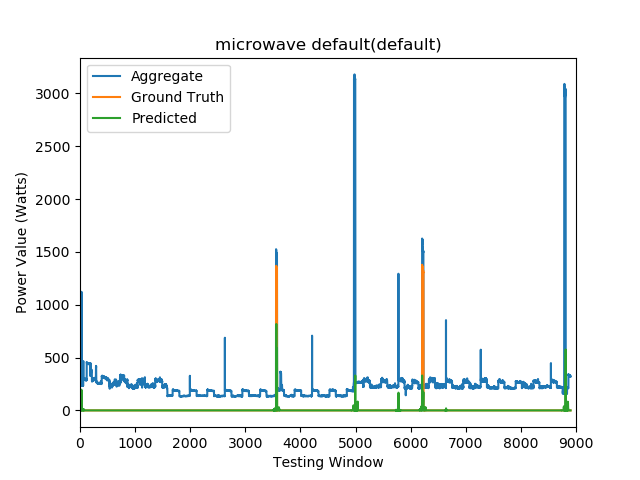 microwave default(default)
Aggregate
Ground Truth
Predicted
Power Value (Watts)
3000
2500
2000
1500
1000
500
0
0 1000 2000 3000 4000 5000 6000 7000 8000 9000
Testing Window